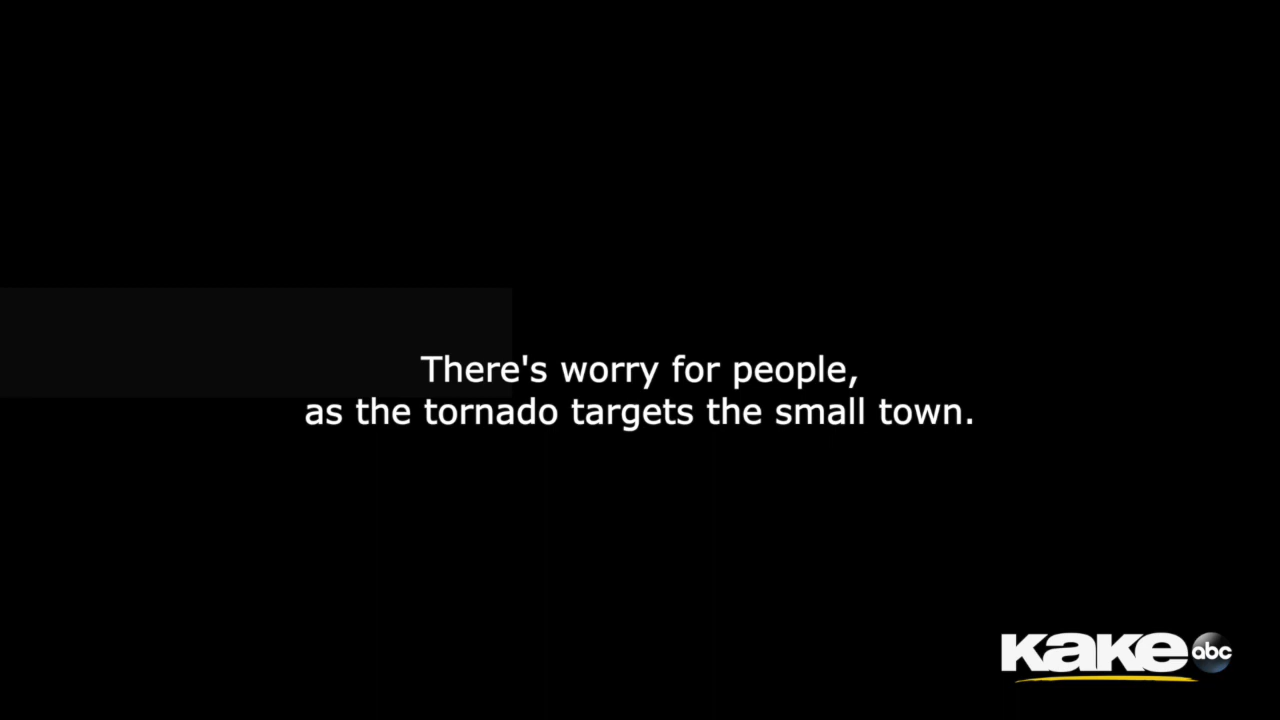 There's worry for people,
as the tornado targets the small town.
kake abc